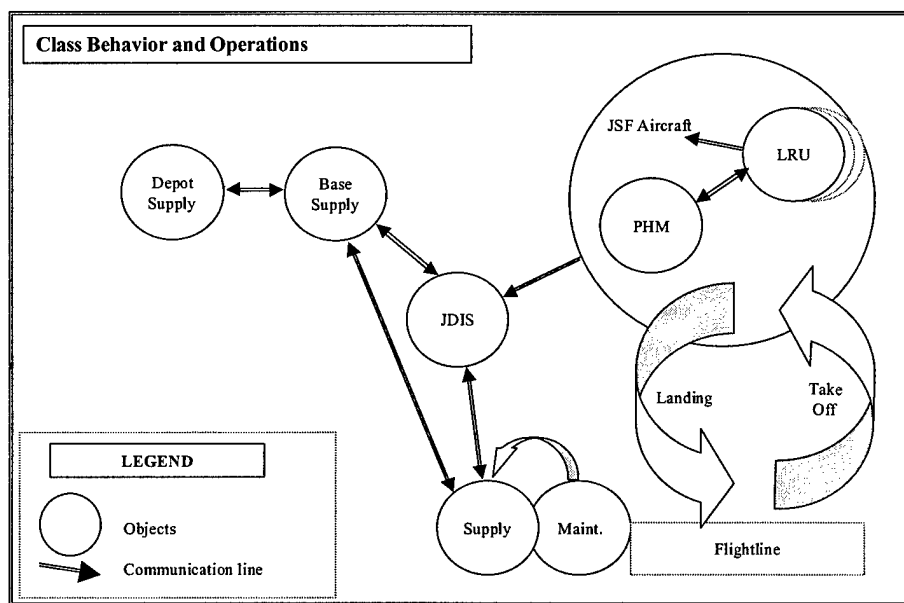 Class Behavior and Operations
JSF Aircraft
LRU
Depot
Supply
Base
Supply
PHM
JDIS
Landing
Take
Off
LEGEND
Objects
Communication line
Supply
Maint.
Flightline